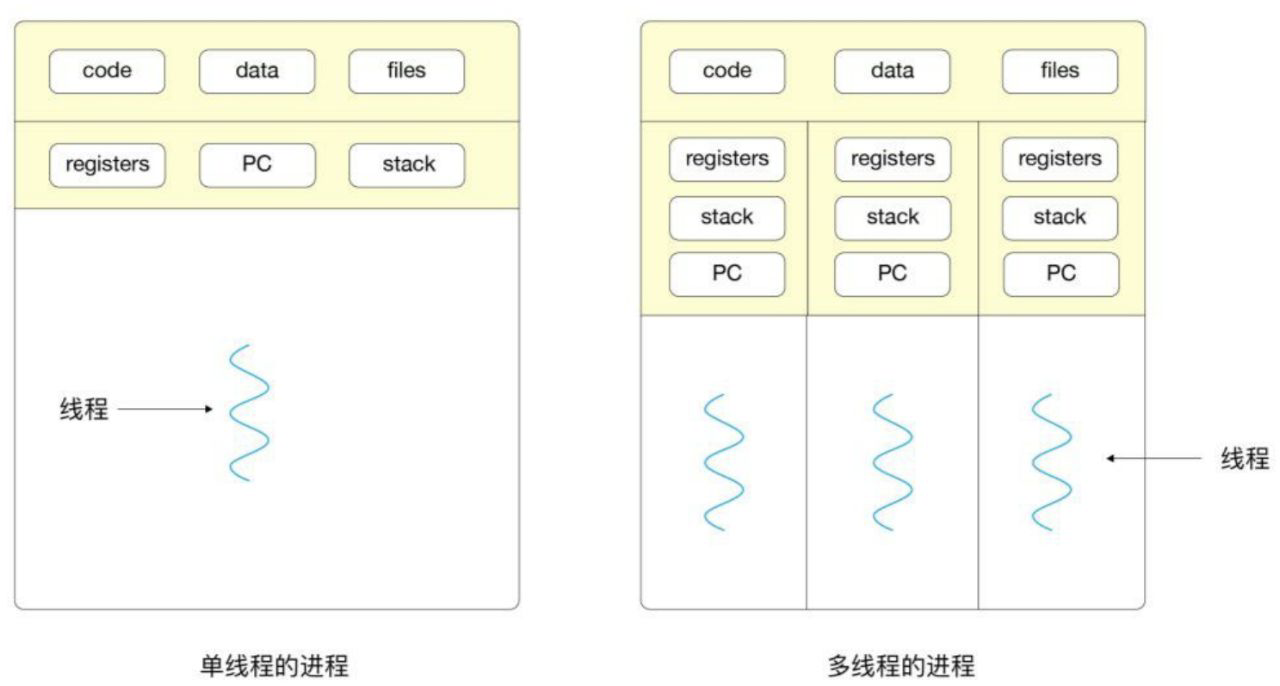 code data files
registers PC stack
线程
单线程的进程
code data files
registers registers registers
stack stack stack
PC PC PC
线程
多线程的进程